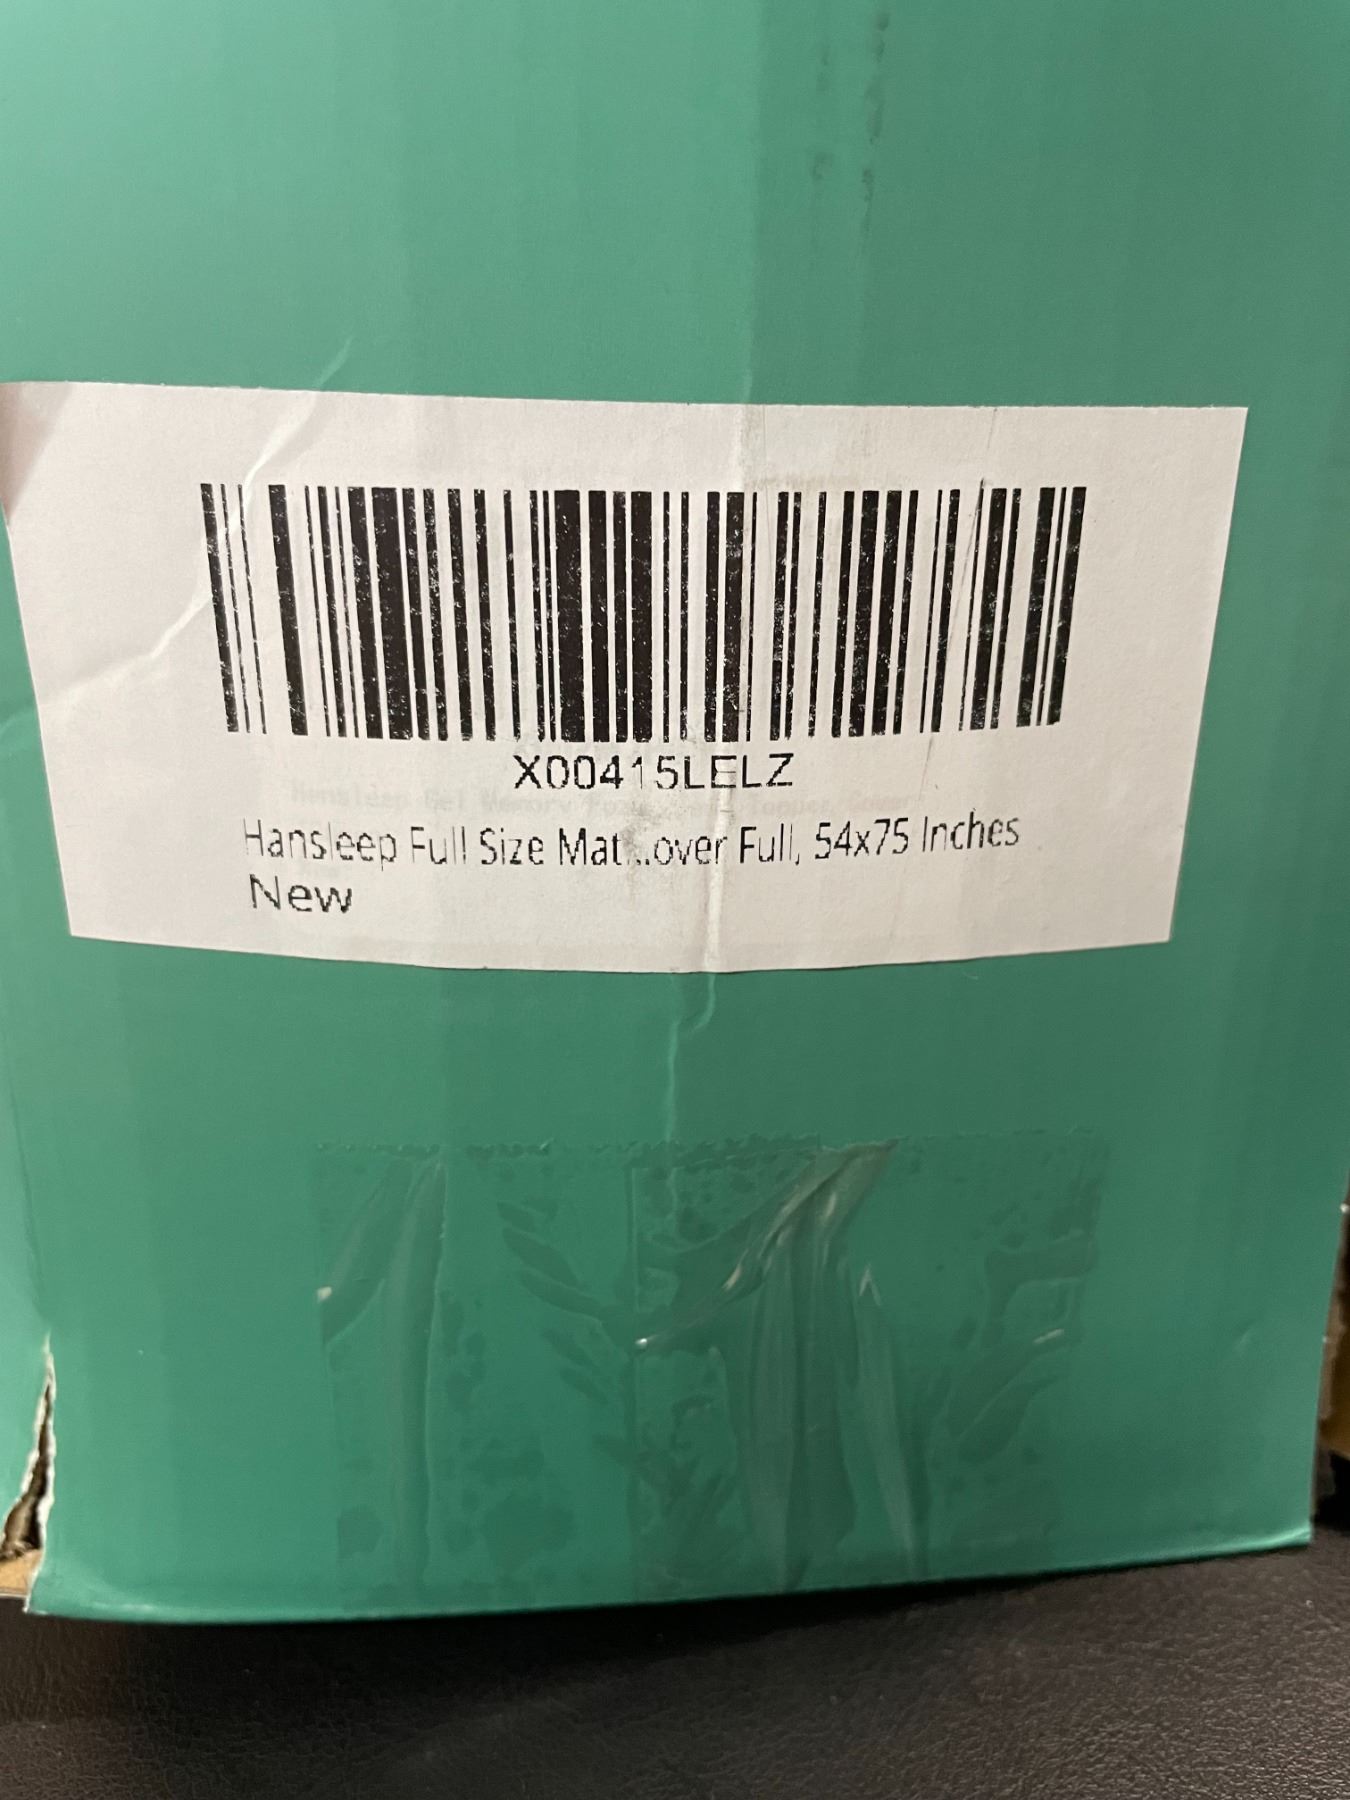 X00415LELZ
Hansleep Full Size Mat...over Full, 54x75 Inches
New